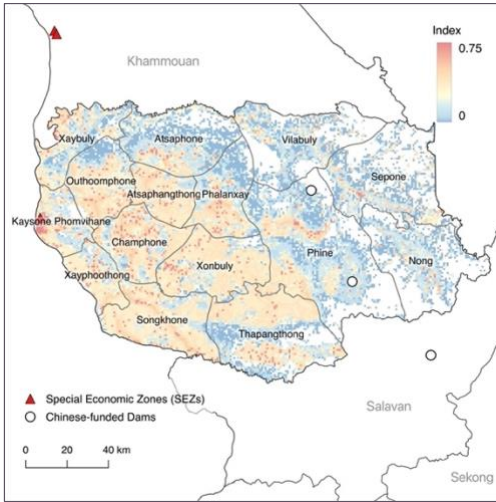 Index
0.75
0
Khammouan
Xaybuly
Atsaphone
Vilabuly
Sepone
Outhoomphone
Atsaphangthong
Phalanxay
Kaysone Phomvihane
Champhone
Phine
Nong
Xayphoothong
Xonbuly
Songkhone
Thapangthong
Special Economic Zones (SEZs)
Chinese-funded Dams
Salavan
0 20 40 km
Sekong